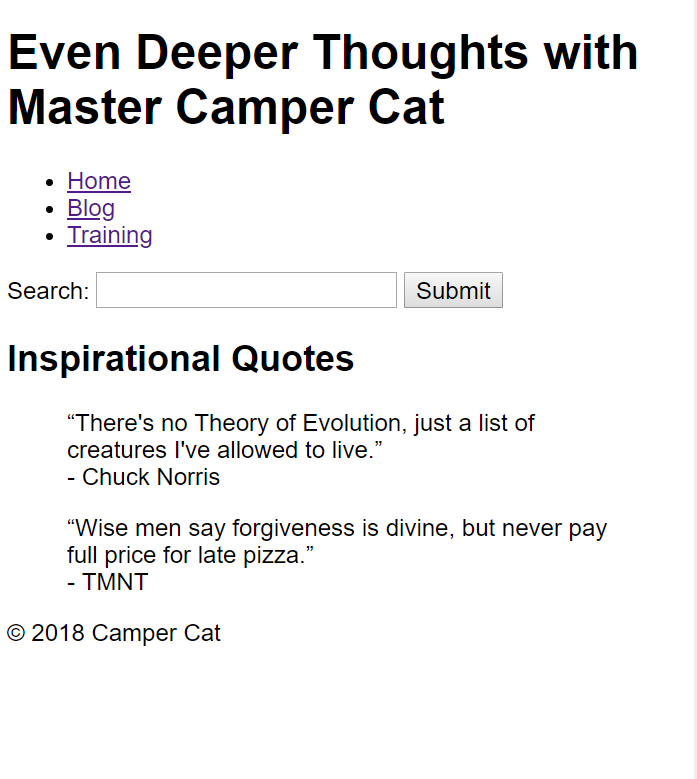 Even Deeper Thoughts with
Master Camper Cat
Home
Blog
Training
Search: Submit
Inspirational Quotes
“There's no Theory of Evolution, just a list of
creatures I've allowed to live.”
- Chuck Norris
“Wise men say forgiveness is divine, but never pay
full price for late pizza.”
- TMNT
© 2018 Camper Cat